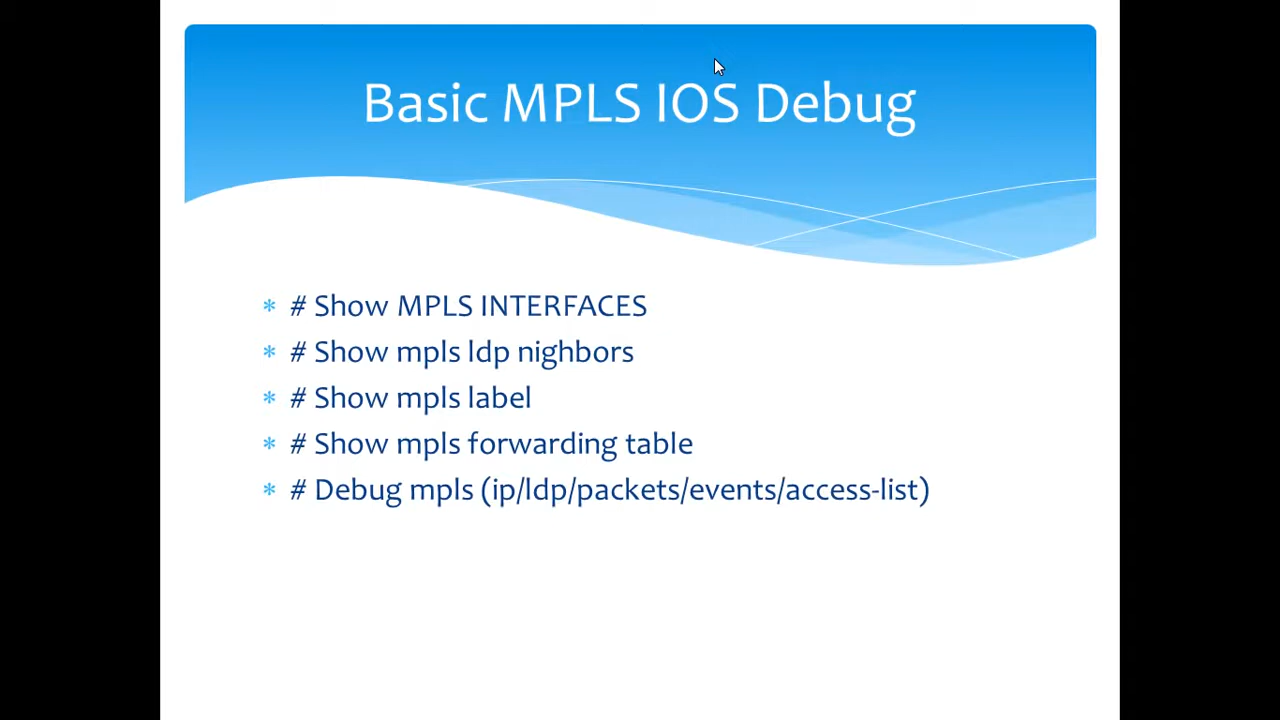 Basic MPLS IOS Debug
* # Show MPLS INTERFACES
* # Show mpls ldp nighbors
* # Show mpls label
* # Show mpls forwarding table
* # Debug mpls (ip/ldp/packets/events/access-list)